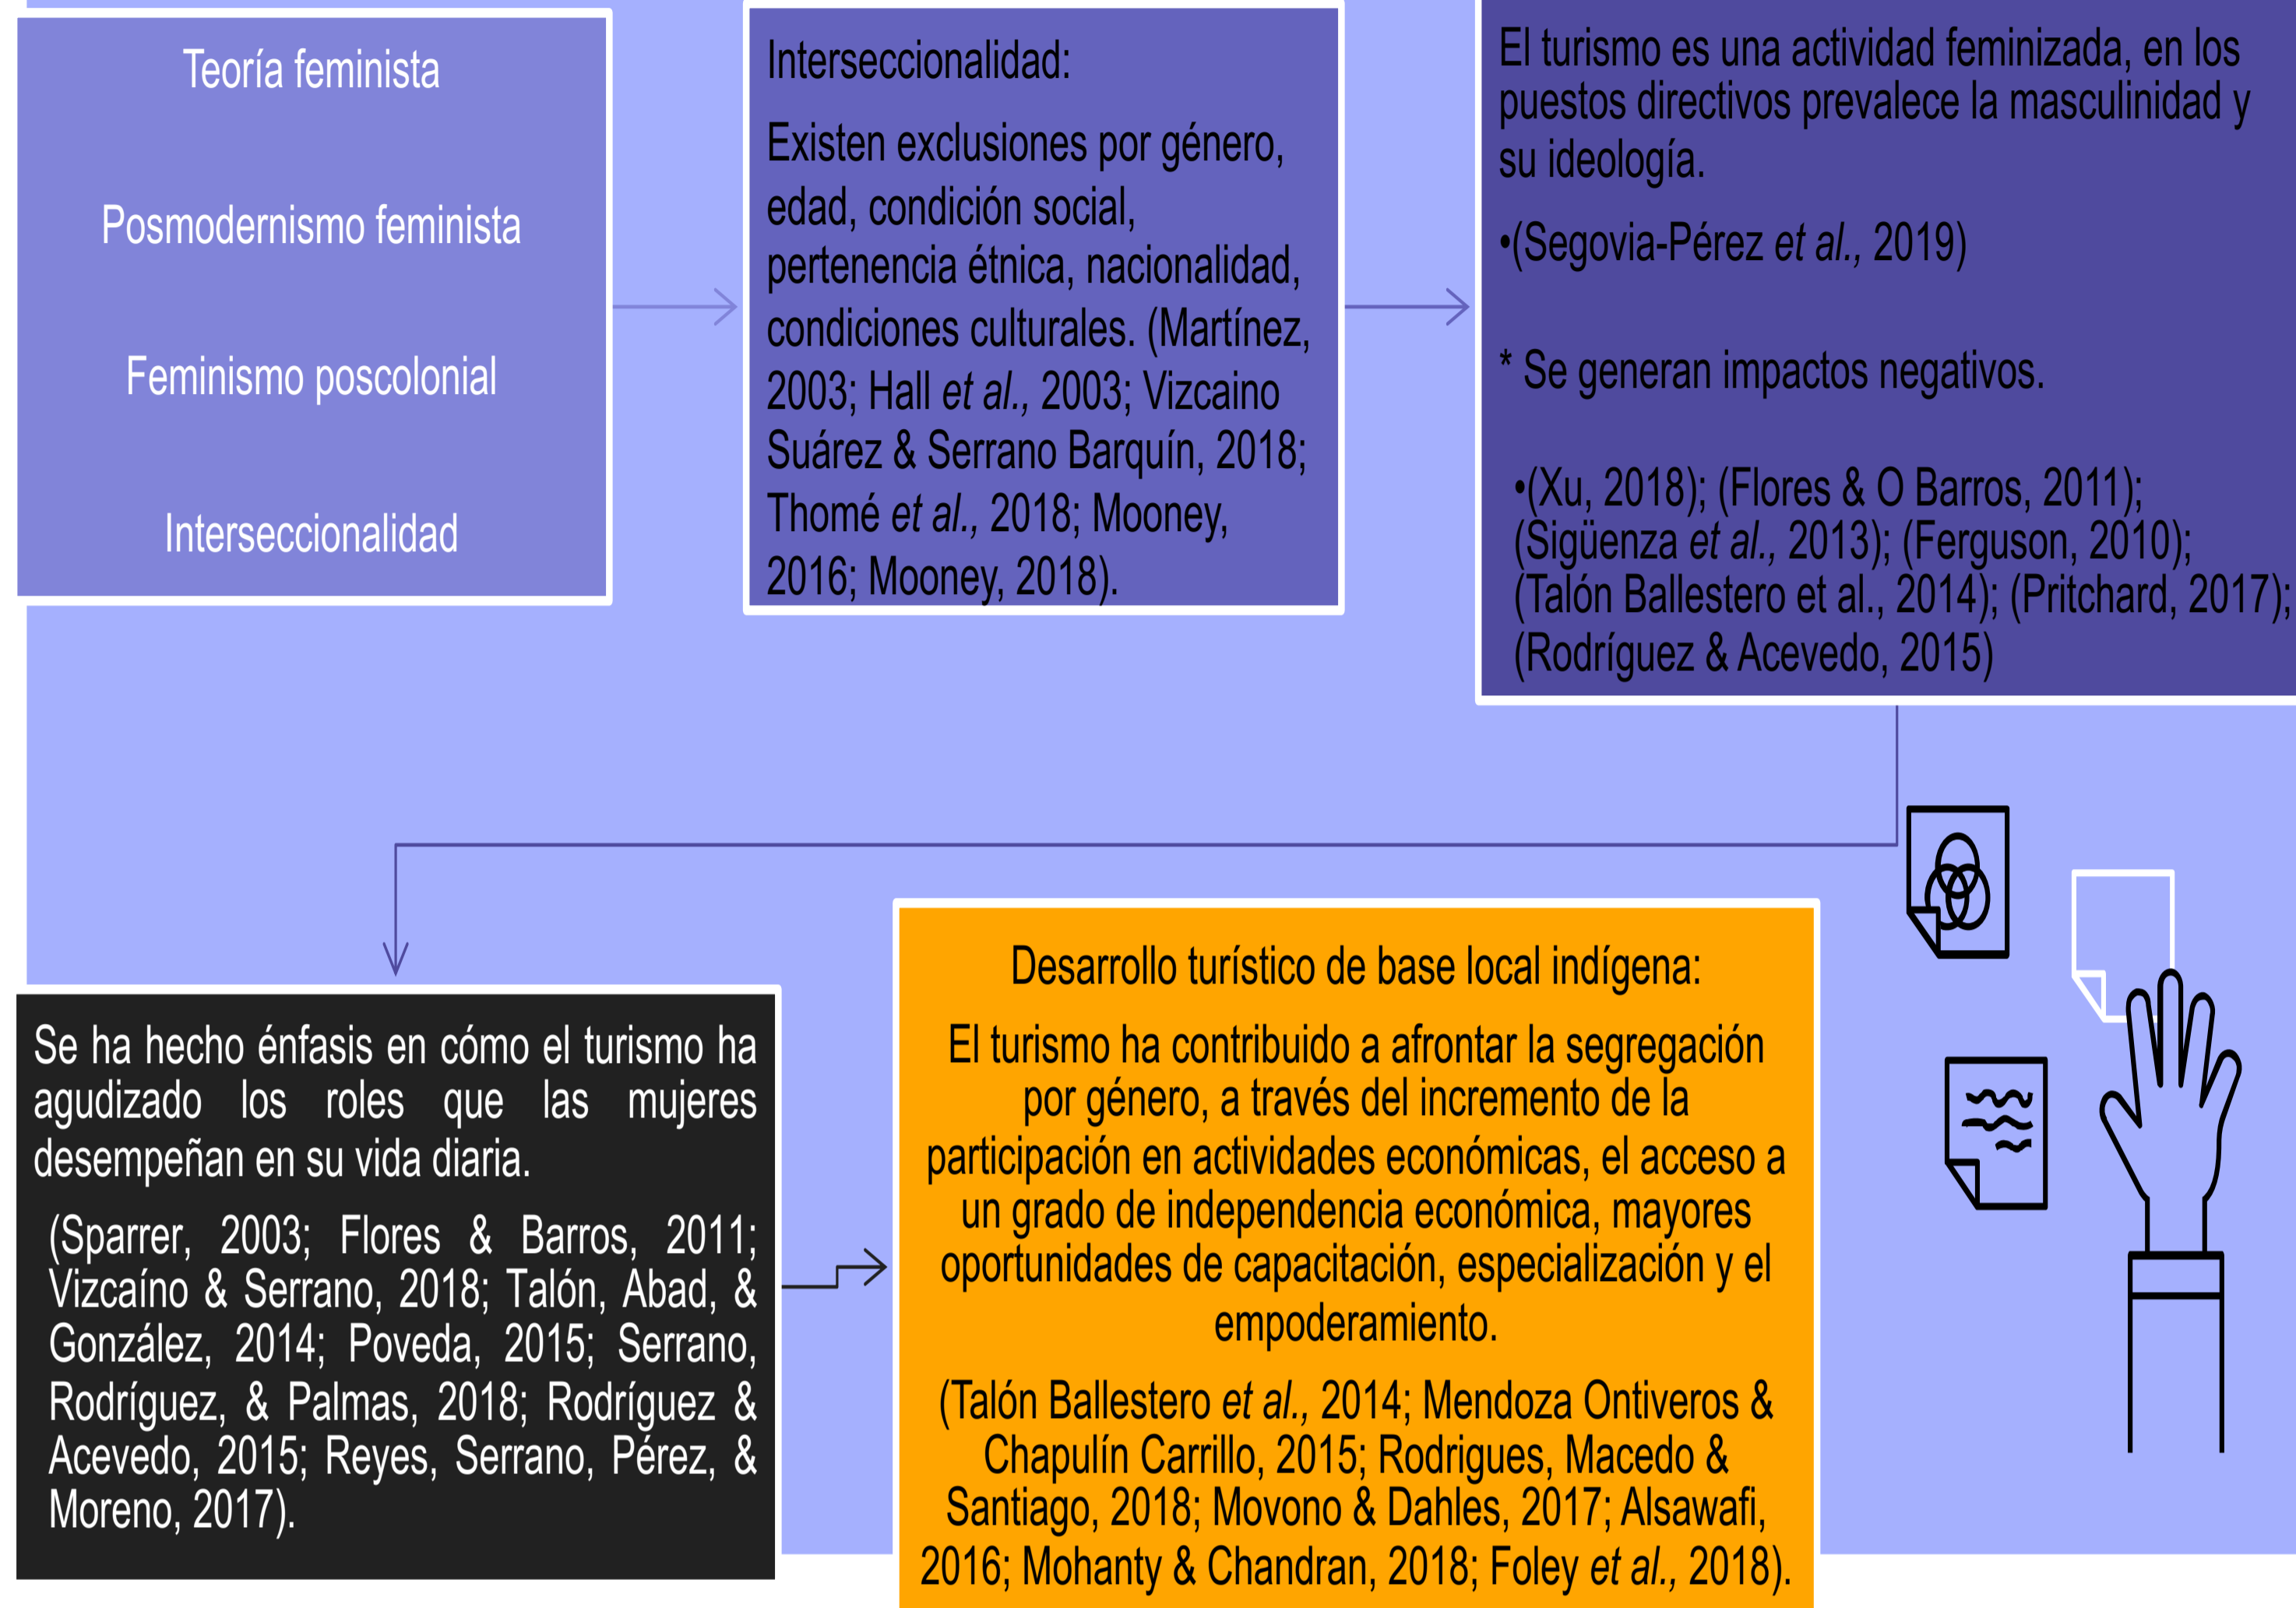 Teoría feminista
Posmodernismo feminista
Feminismo poscolonial
Interseccionalidad
Interseccionalidad:
Existen exclusiones por género,
edad, condición social,
pertenencia étnica, nacionalidad,
condiciones culturales. (Martínez,
2003; Hall et al., 2003; Vizcaino
Suárez & Serrano Barquín, 2018;
Thomé et al., 2018; Mooney,
2016; Mooney, 2018).
El turismo es una actividad feminizada, en los
puestos directivos prevalece la masculinidad y
su ideología.
•(Segovia-Pérez et al., 2019)
* Se generan impactos negativos.
•(Xu, 2018); (Flores & O Barros, 2011);
(Sigüenza et al., 2013); (Ferguson, 2010);
(Talón Ballestero et al., 2014); (Pritchard, 2017);
(Rodríguez & Acevedo, 2015)
Se ha hecho énfasis en cómo el turismo ha
agudizado los roles que las mujeres
desempeñan en su vida diaria.
(Sparrer, 2003; Flores & Barros, 2011;
Vizcaíno & Serrano, 2018; Talón, Abad, &
González, 2014; Poveda, 2015; Serrano,
Rodríguez, & Palmas, 2018; Rodríguez &
Acevedo, 2015; Reyes, Serrano, Pérez, &
Moreno, 2017).
Desarrollo turístico de base local indígena:
El turismo ha contribuido a afrontar la segregación
por género, a través del incremento de la
participación en actividades económicas, el acceso a
un grado de independencia económica, mayores
oportunidades de capacitación, especialización y el
empoderamiento.
(Talón Ballestero et al., 2014; Mendoza Ontiveros &
Chapulín Carrillo, 2015; Rodrigues, Macedo &
Santiago, 2018; Movono & Dahles, 2017; Alsawafi,
2016; Mohanty & Chandran, 2018; Foley et al., 2018).